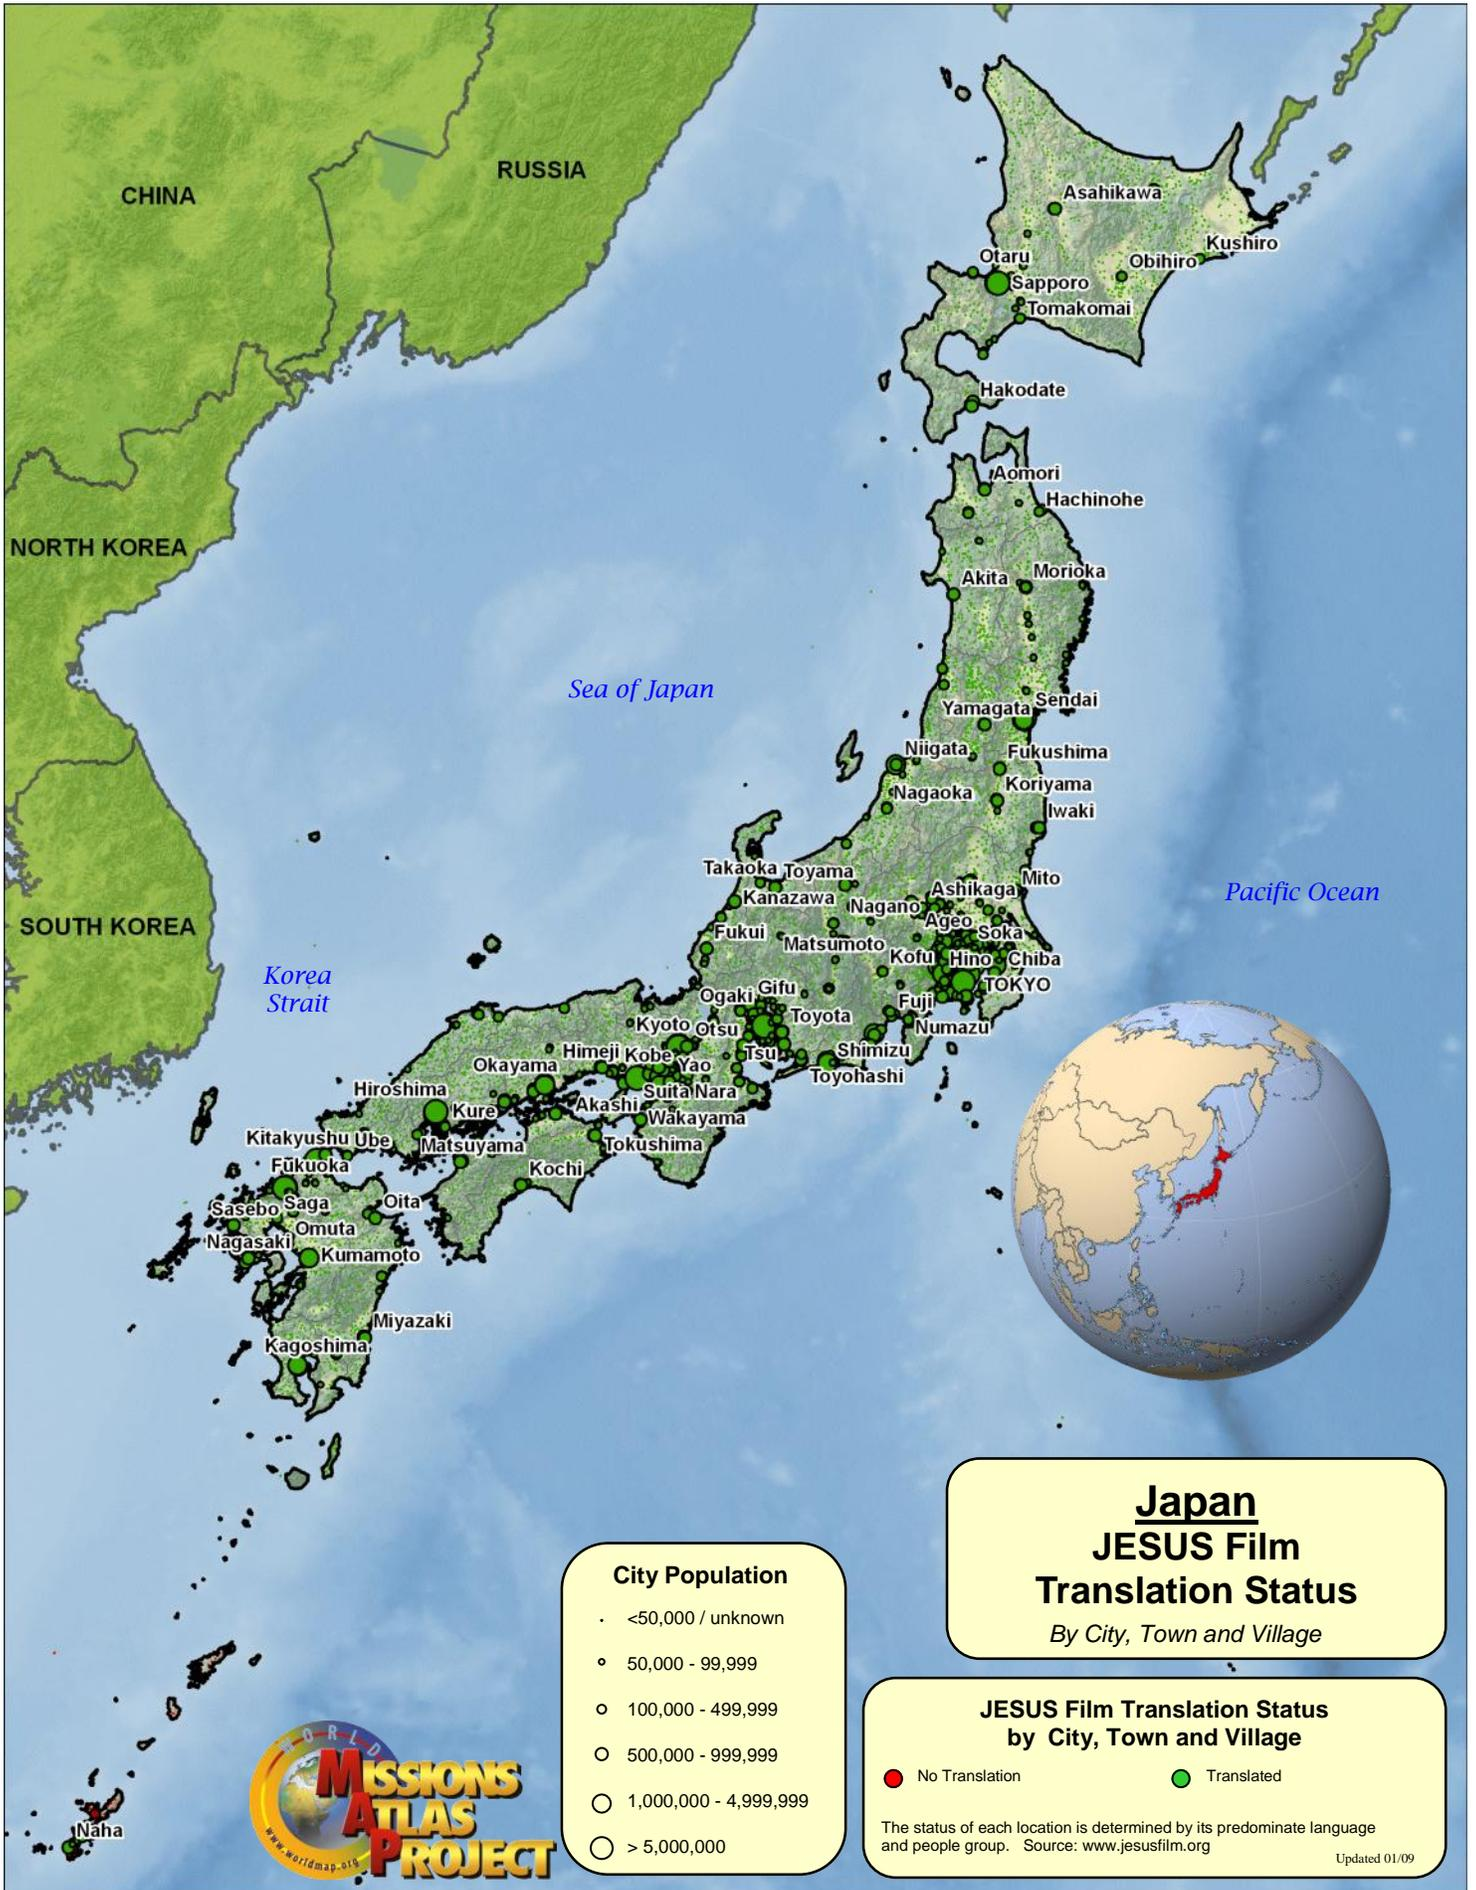 CHINA
RUSSIA
Asahikawa
Kushiro
Otaru
Obihiro
Sapporo
Tomakomai
Hakodate
Aomori
Hachinohe
NORTH KOREA
Akita
Morioka
Sea of Japan
Sendai
Yamagata
Niigata
Fukushima
Koriyama
Nagaoka
Iwaki
Takaoka
Toyama
Mito
Ashikaga
Pacific Ocean
Kanazawa
Nagano
SOUTH KOREA
Ageo
Fukui
Soka
Matsumoto
Kofu
Hino
Chiba
Korea
Strait
TOKYO
Gifu
Ogaki
Fuji
Toyota
Kyoto
Otsu
Numazu
Himeji
Kobe
Tsu
Shimizu
Okayama
Yao
Toyohashi
Hiroshima
Suita
Nara
Akashi
Kure
Wakayama
Kitakyushu
Ube
Matsuyama
Tokushima
Fukuoka
Kochi
Sasebo
Saga
Oita
Omuta
Nagasaki
Kumamoto
Miyazaki
Kagoshima
Naha
Japan
JESUS Film
Translation Status
By City, Town and Village
City Population
<50,000 / unknown
50,000 - 99,999
100,000 - 499,999
500,000 - 999,999
1,000,000 - 4,999,999
> 5,000,000
JESUS Film Translation Status
by City, Town and Village
No Translation
Translated
The status of each location is determined by its predominate language
and people group. Source: www.jesusfilm.org
Updated 01/09
WORLD
MISSIONS
ATLAS
PROJECT
www.worldmap.org